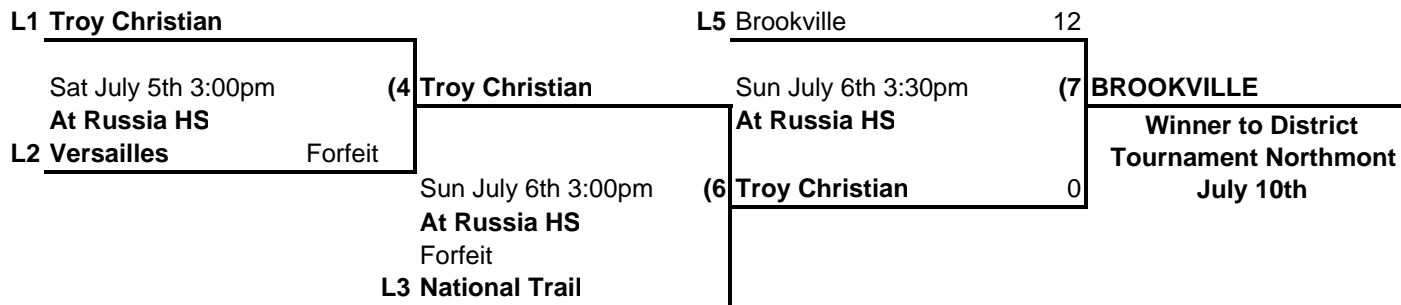 L1 Troy Christian
L5 Brookville 12
Sat July 5th 3:00pm (4 Troy Christian
Sun July 6th 3:30pm (7 BROOKVILLE
At Russia HS
At Russia HS
Winner to District
L2 Versailles Forfeit
Tournament Northmont
Sun July 6th 3:00pm (6 Troy Christian 0
July 10th
At Russia HS
Forfeit
L3 National Trail